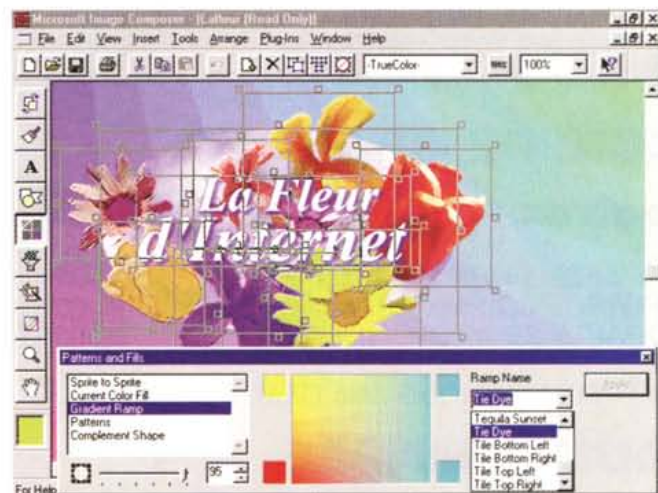 Microsoft Image Composer - [Lafleur [Read Only]]
File Edit View Insert Tools Arrange Plug-Ins Window Help
-TrueColor-
100%
A
La Fleur
d'Internet
Patterns and Fills
Sprite to Sprite
Current Color Fill
Gradient Ramp
Patterns
Complement Shape
95
Ramp Name
Tie Dye
Apply
Tequila Sunset
Tie Dye
Tile Bottom Left
Tile Bottom Right
Tile Top Left
Tile Top Right
For Help